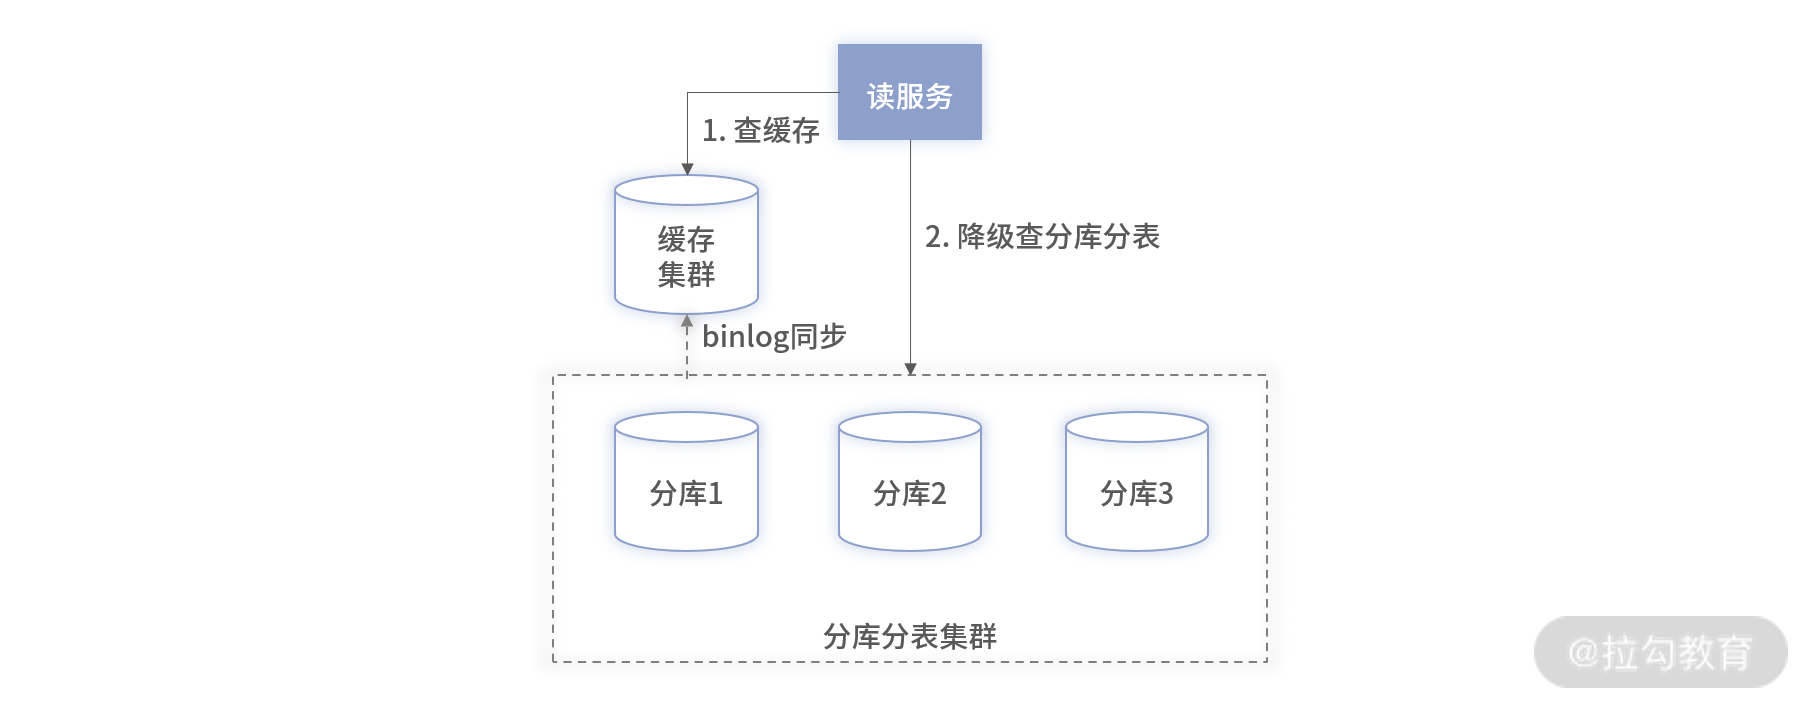 读服务
1. 查缓存
缓存
集群
2. 降级查分库分表
binlog同步
分库1
分库2
分库3
分库分表集群
@拉勾教育